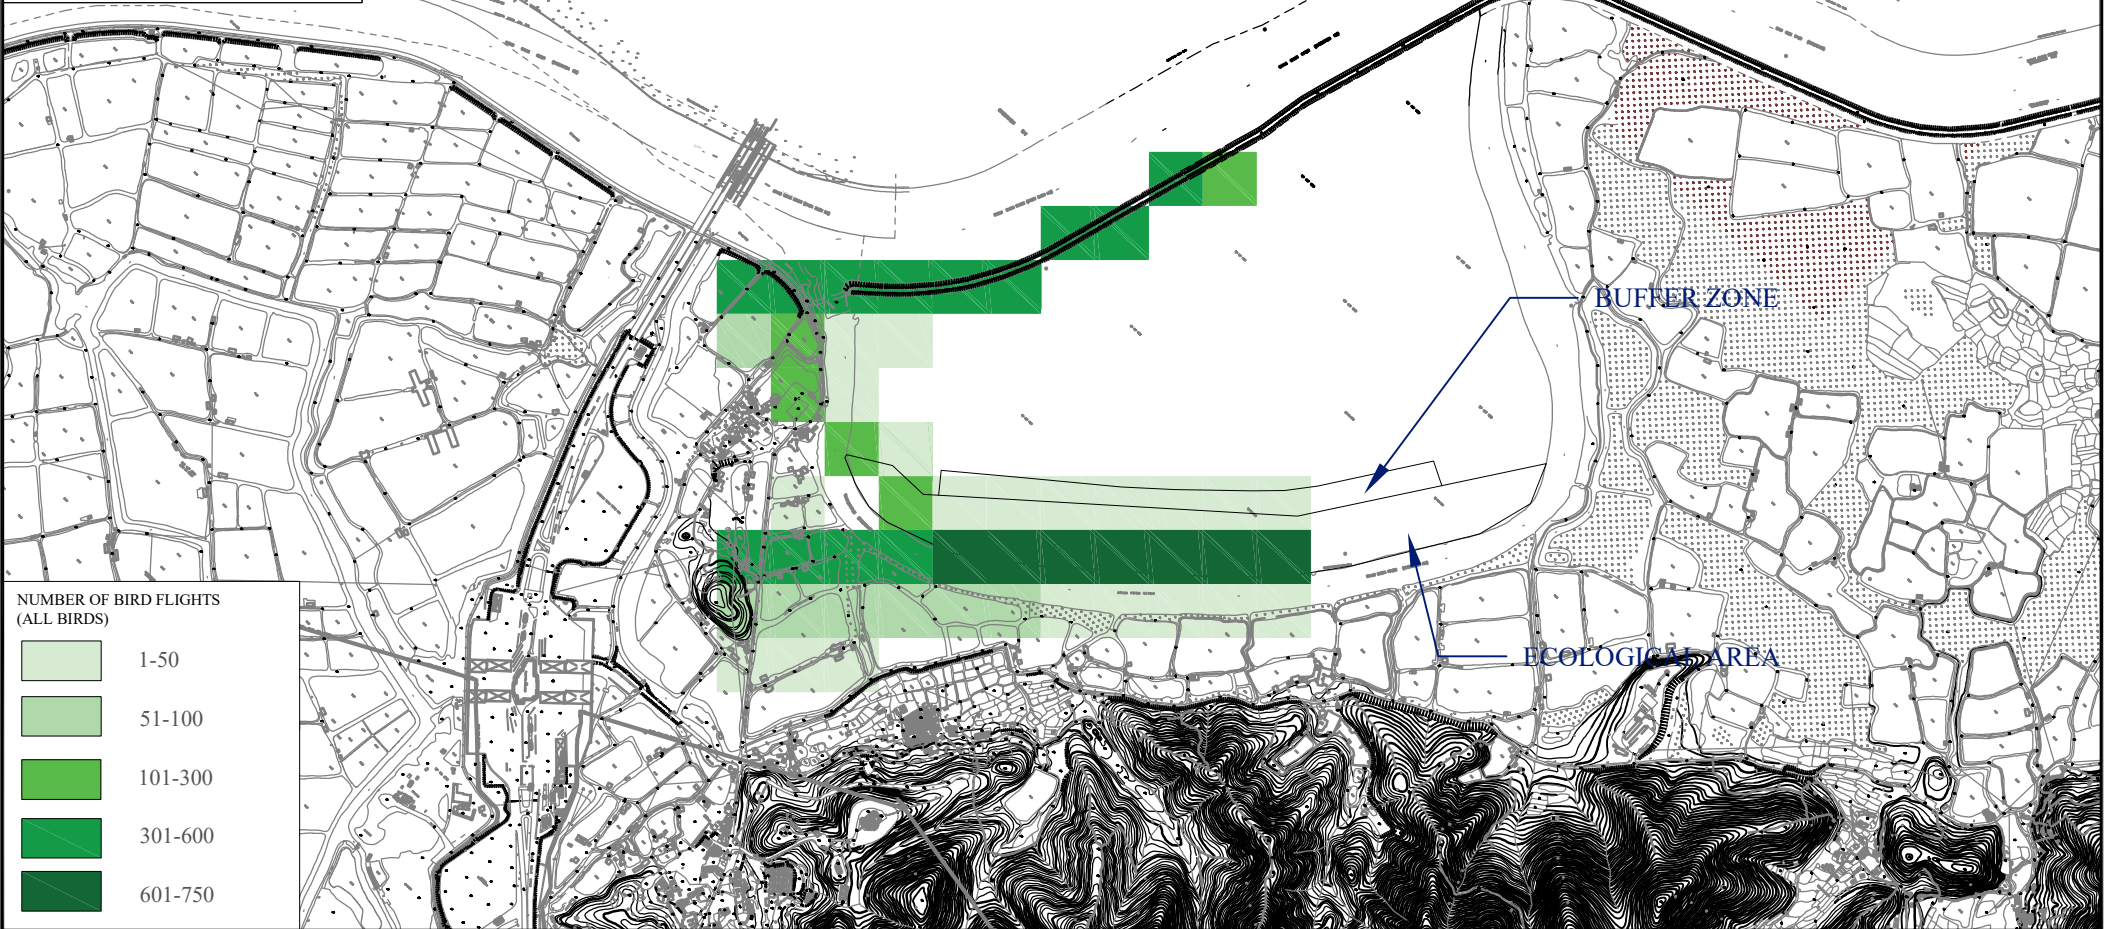 BUFFER ZONE
ECOLOGICAL AREA
NUMBER OF BIRD FLIGHTS
(ALL BIRDS)
1-50
51-100
101-300
301-600
601-750